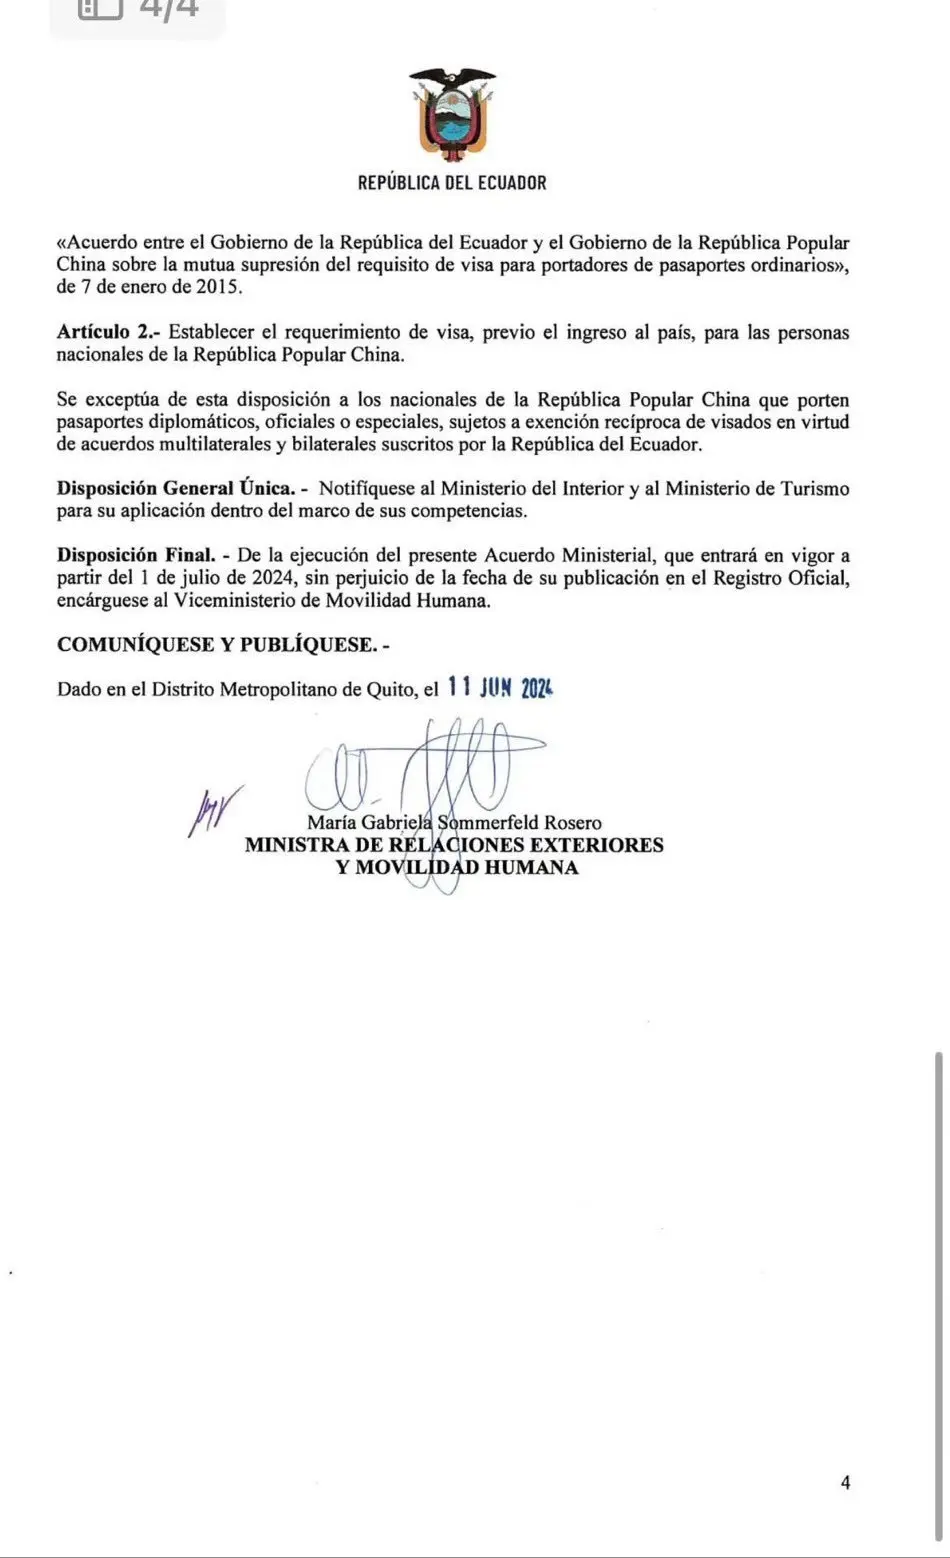 4/4
REPÚBLICA DEL ECUADOR
«Acuerdo entre el Gobierno de la República del Ecuador y el Gobierno de la República Popular
China sobre la mutua supresión del requisito de visa para portadores de pasaportes ordinarios»,
de 7 de enero de 2015.
Artículo 2.- Establecer el requerimiento de visa, previo el ingreso al país, para las personas
nacionales de la República Popular China.
Se exceptúa de esta disposición a los nacionales de la República Popular China que porten
pasaportes diplomáticos, oficiales o especiales, sujetos a exención recíproca de visados en virtud
de acuerdos multilaterales y bilaterales suscritos por la República del Ecuador.
Disposición General Única. - Notifíquese al Ministerio del Interior y al Ministerio de Turismo
para su aplicación dentro del marco de sus competencias.
Disposición Final. - De la ejecución del presente Acuerdo Ministerial, que entrará en vigor a
partir del 1 de julio de 2024, sin perjuicio de la fecha de su publicación en el Registro Oficial,
encárguese al Viceministerio de Movilidad Humana.
COMUNÍQUESE Y PUBLÍQUESE. -
Dado en el Distrito Metropolitano de Quito, el 11 JUN 2024
María Gabriela Sommerfeld Rosero
MINISTRA DE RELACIONES EXTERIORES
Y MOVILIDAD HUMANA
4